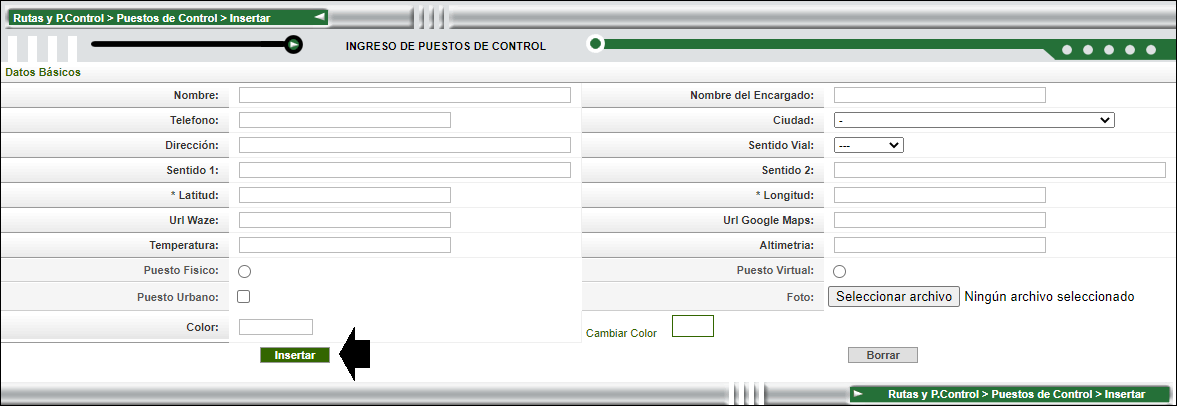 Rutas y P.Control > Puestos de Control > Insertar
INGRESO DE PUESTOS DE CONTROL
Datos Básicos
Nombre:
Nombre del Encargado:
Telefono:
Ciudad: -
Dirección:
Sentido Vial: ---
Sentido 1:
Sentido 2:
* Latitud:
* Longitud:
Url Waze:
Url Google Maps:
Temperatura:
Altimetria:
Puesto Fisico:
Puesto Virtual:
Puesto Urbano:
Foto: Seleccionar archivo Ningún archivo seleccionado
Color:
Cambiar Color
Insertar
Borrar
Rutas y P.Control > Puestos de Control > Insertar